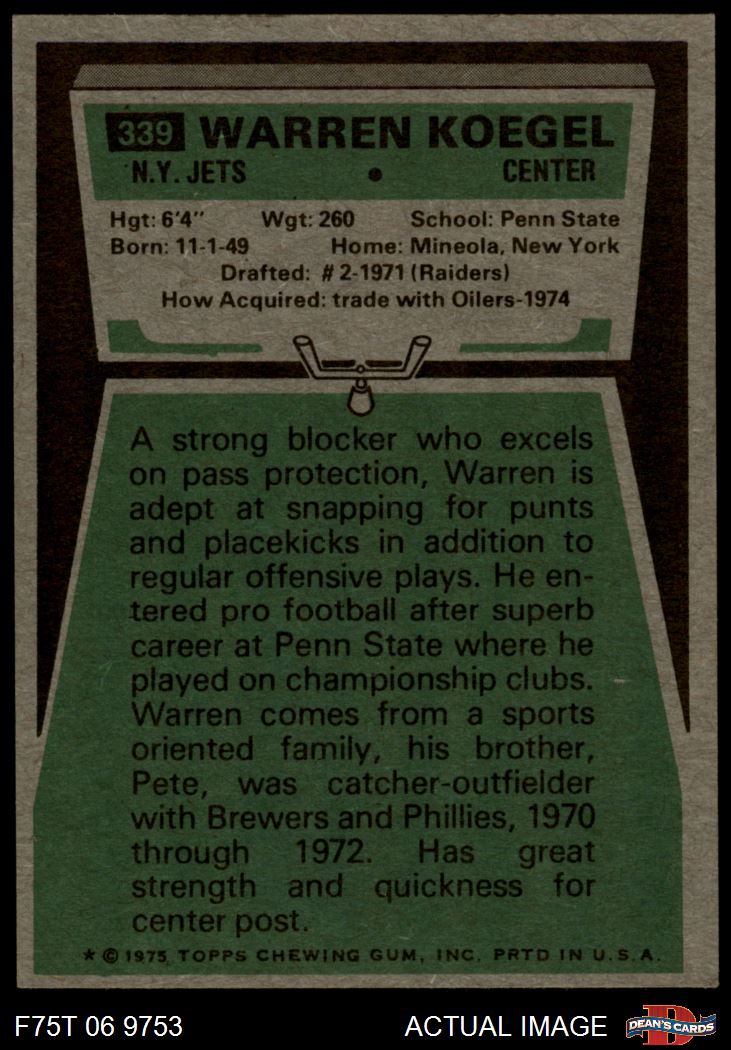 339 WARREN KOEGEL
N.Y. JETS • CENTER
Hgt: 6'4" Wgt: 260 School: Penn State
Born: 11-1-49 Home: Mineola, New York
Drafted: #2-1971 (Raiders)
How Acquired: trade with Oilers-1974
A strong blocker who excels
on pass protection, Warren is
adept at snapping for punts
and placekicks in addition to
regular offensive plays. He en-
tered pro football after superb
career at Penn State where he
played on championship clubs.
Warren comes from a sports
oriented family, his brother,
Pete, was catcher-outfielder
with Brewers and Phillies, 1970
through 1972. Has great
strength and quickness for
center post.
* © 1975 TOPPS CHEWING GUM, INC. PRTD IN U.S.A.
F75T 06 9753 ACTUAL IMAGE D DEAN'S CARDS